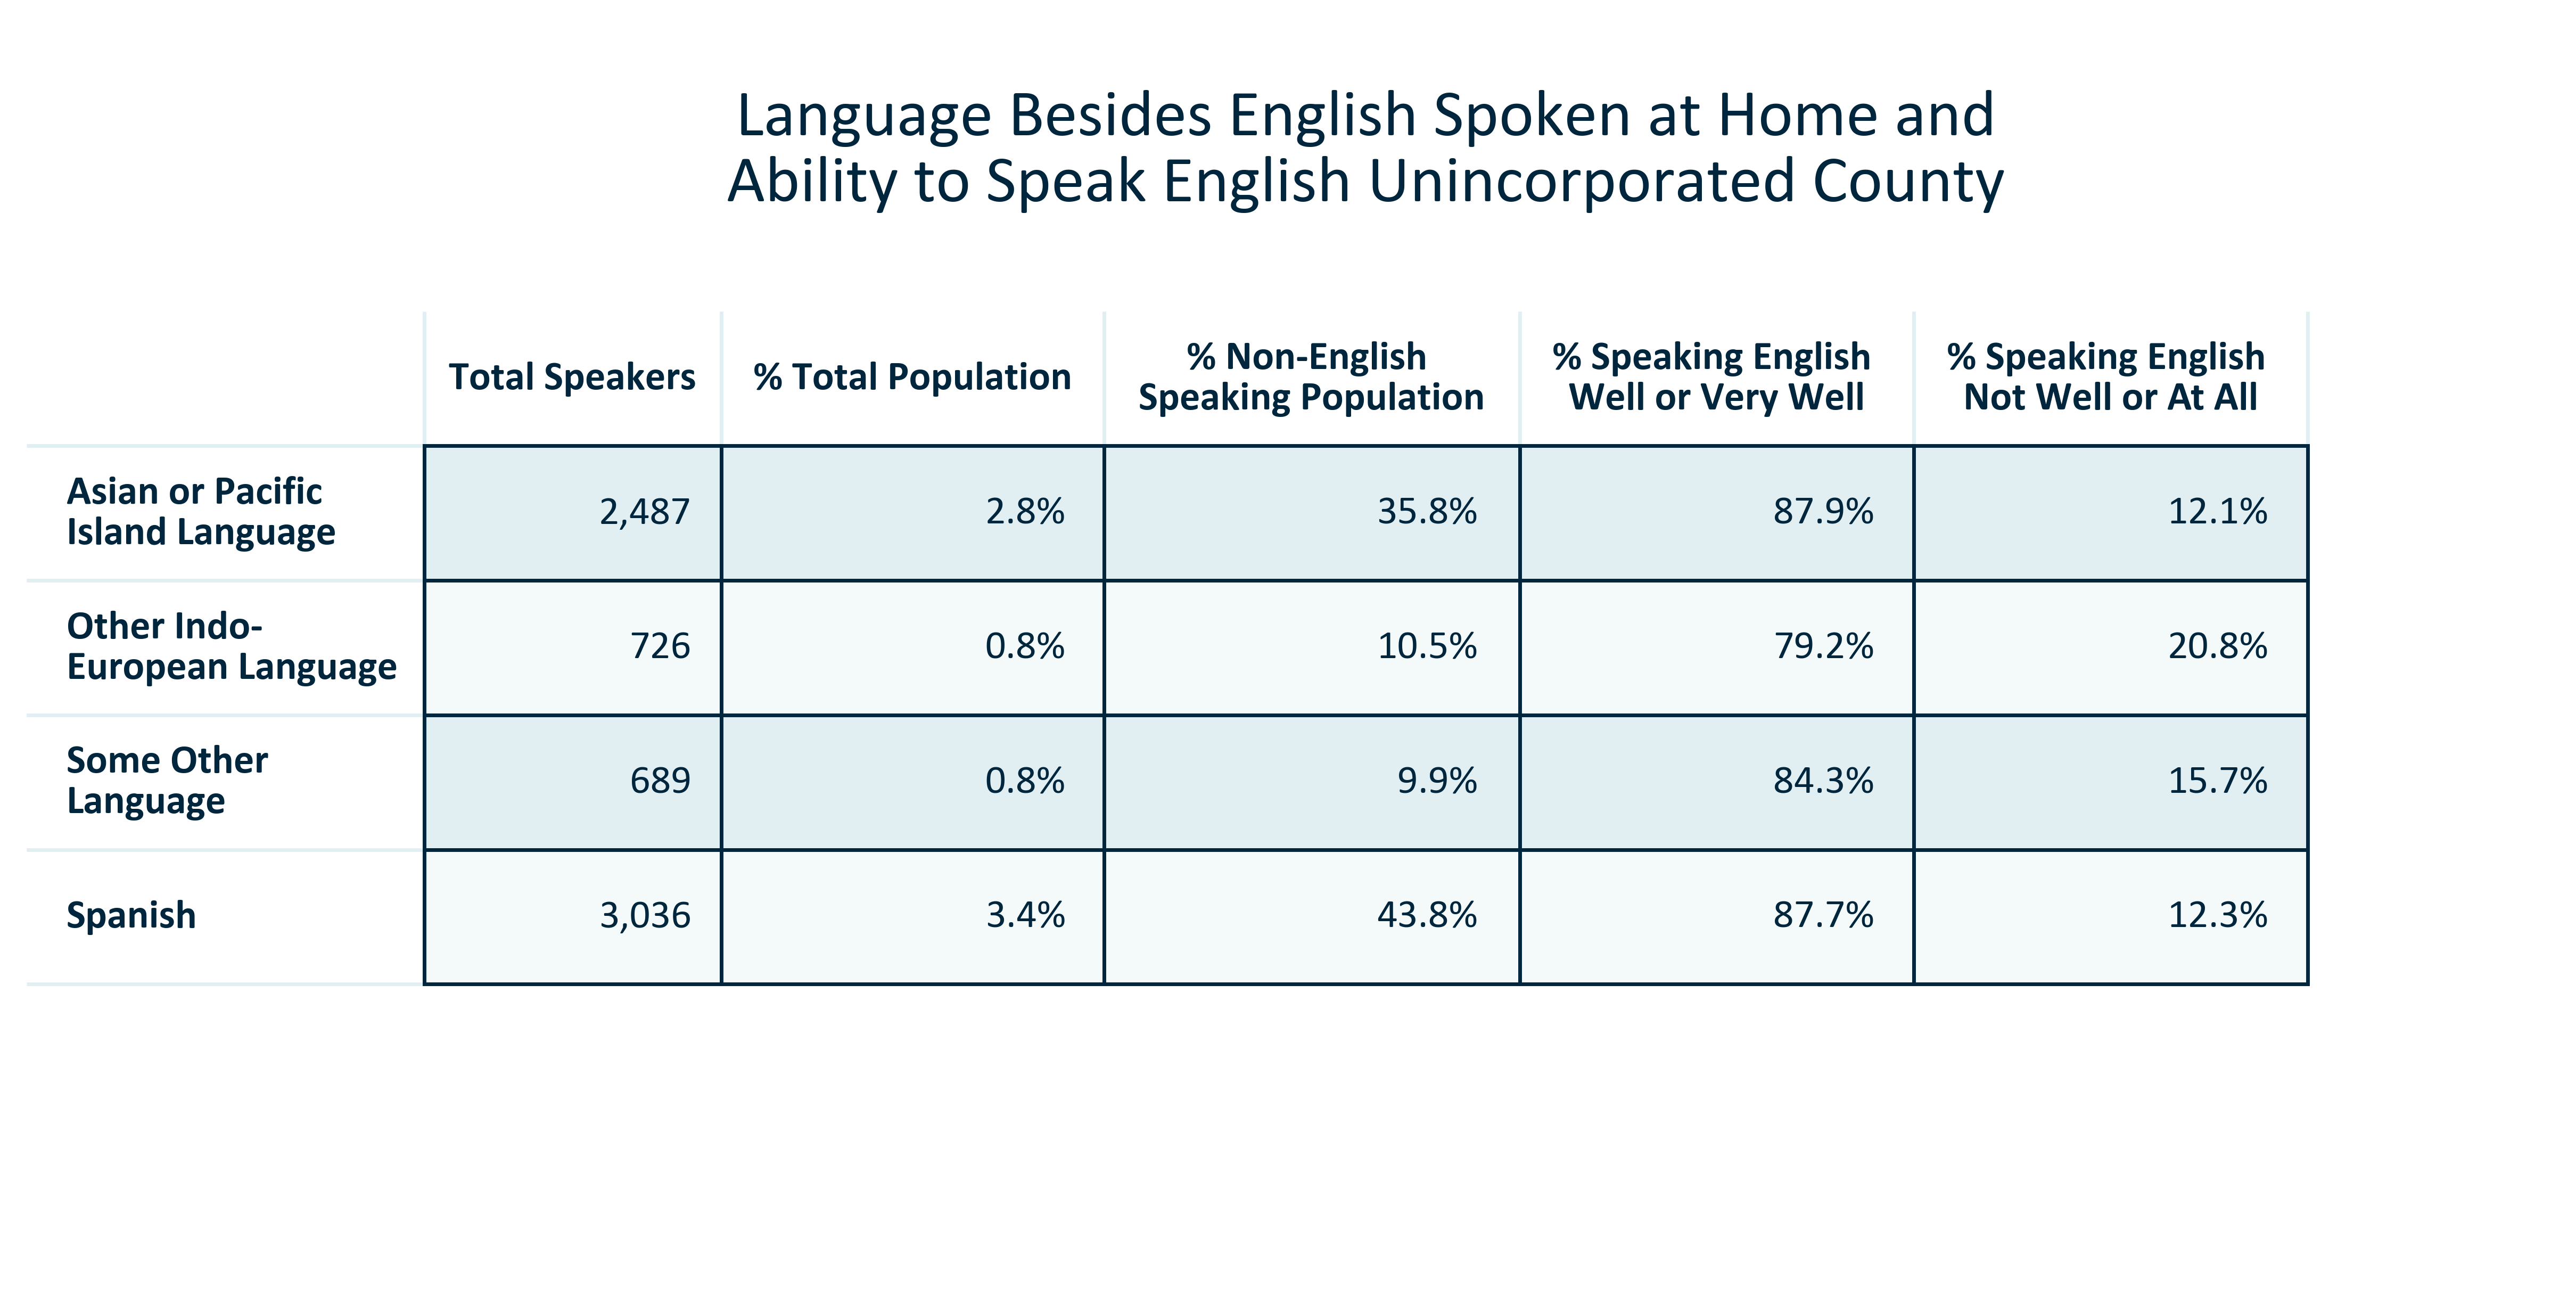 Language Besides English Spoken at Home and
Ability to Speak English Unincorporated County
Total Speakers
% Total Population
% Non-English
Speaking Population
% Speaking English
Well or Very Well
% Speaking English
Not Well or At All
Asian or Pacific
Island Language
2,487 2.8% 35.8% 87.9% 12.1%
Other Indo-
European Language
726 0.8% 10.5% 79.2% 20.8%
Some Other
Language
689 0.8% 9.9% 84.3% 15.7%
Spanish 3,036 3.4% 43.8% 87.7% 12.3%